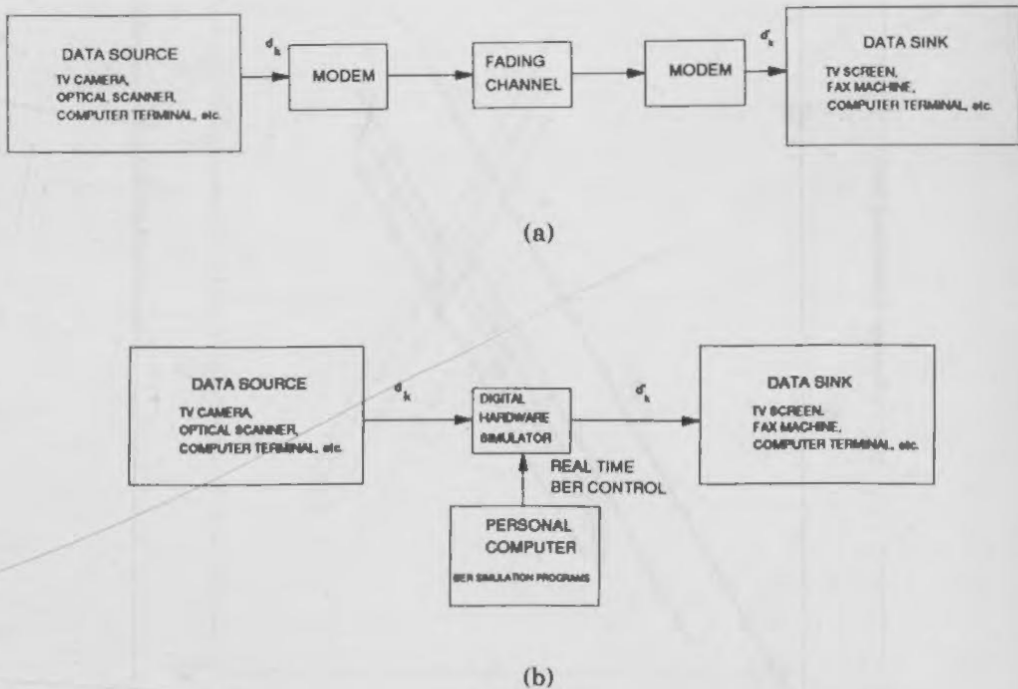 DATA SOURCE
TV CAMERA,
OPTICAL SCANNER,
COMPUTER TERMINAL, etc.
d_k
MODEM
FADING
CHANNEL
MODEM
d'_k
DATA SINK
TV SCREEN,
FAX MACHINE,
COMPUTER TERMINAL, etc.
(a)
DATA SOURCE
TV CAMERA,
OPTICAL SCANNER,
COMPUTER TERMINAL, etc.
d_k
DIGITAL
HARDWARE
SIMULATOR
d'_k
DATA SINK
TV SCREEN,
FAX MACHINE,
COMPUTER TERMINAL, etc.
REAL TIME
BER CONTROL
PERSONAL
COMPUTER
BER SIMULATION PROGRAMS
(b)